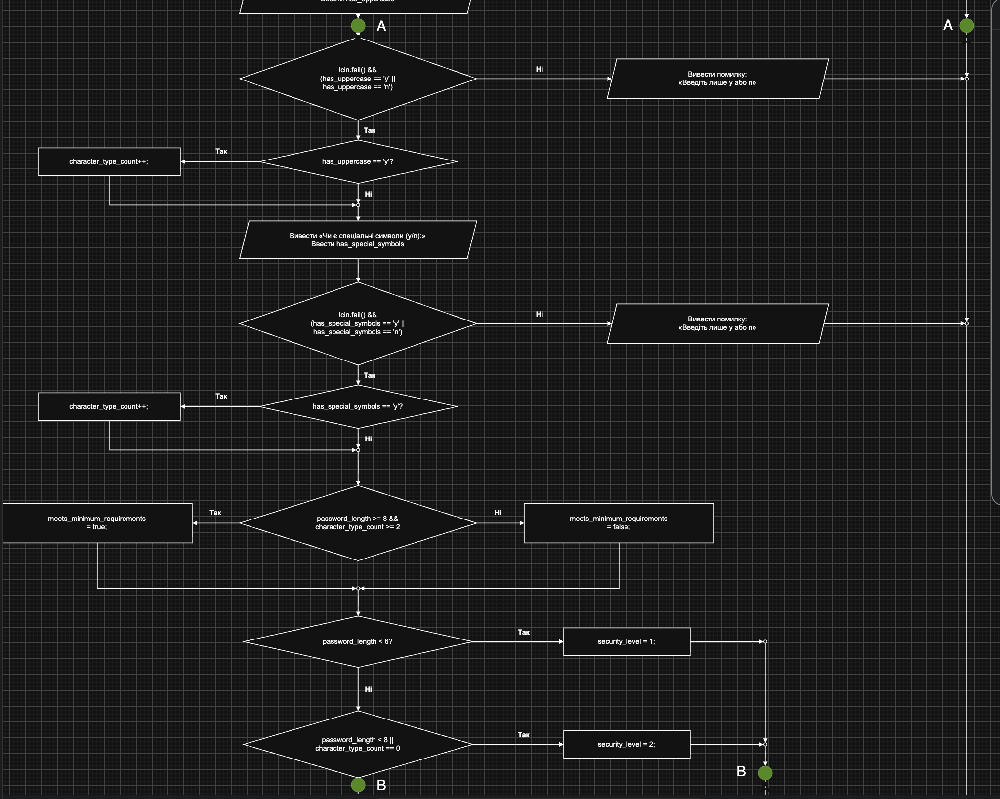 Ввести has_uppercase
A
A
!cin.fail() &&
(has_uppercase == 'y' ||
has_uppercase == 'n')
Ні
Вивести помилку:
«Введіть лише y або n»
Так
Так
character_type_count++;
has_uppercase == 'y'?
Ні
Вивести «Чи є спеціальні символи (y/n):»
Ввести has_special_symbols
!cin.fail() &&
(has_special_symbols == 'y' ||
has_special_symbols == 'n')
Ні
Вивести помилку:
«Введіть лише y або n»
Так
Так
character_type_count++;
has_special_symbols == 'y'?
Ні
Так
meets_minimum_requirements
= true;
password_length >= 8 &&
character_type_count >= 2
Ні
meets_minimum_requirements
= false;
password_length < 6?
Так
security_level = 1;
Ні
password_length < 8 ||
character_type_count == 0
Так
security_level = 2;
B
B